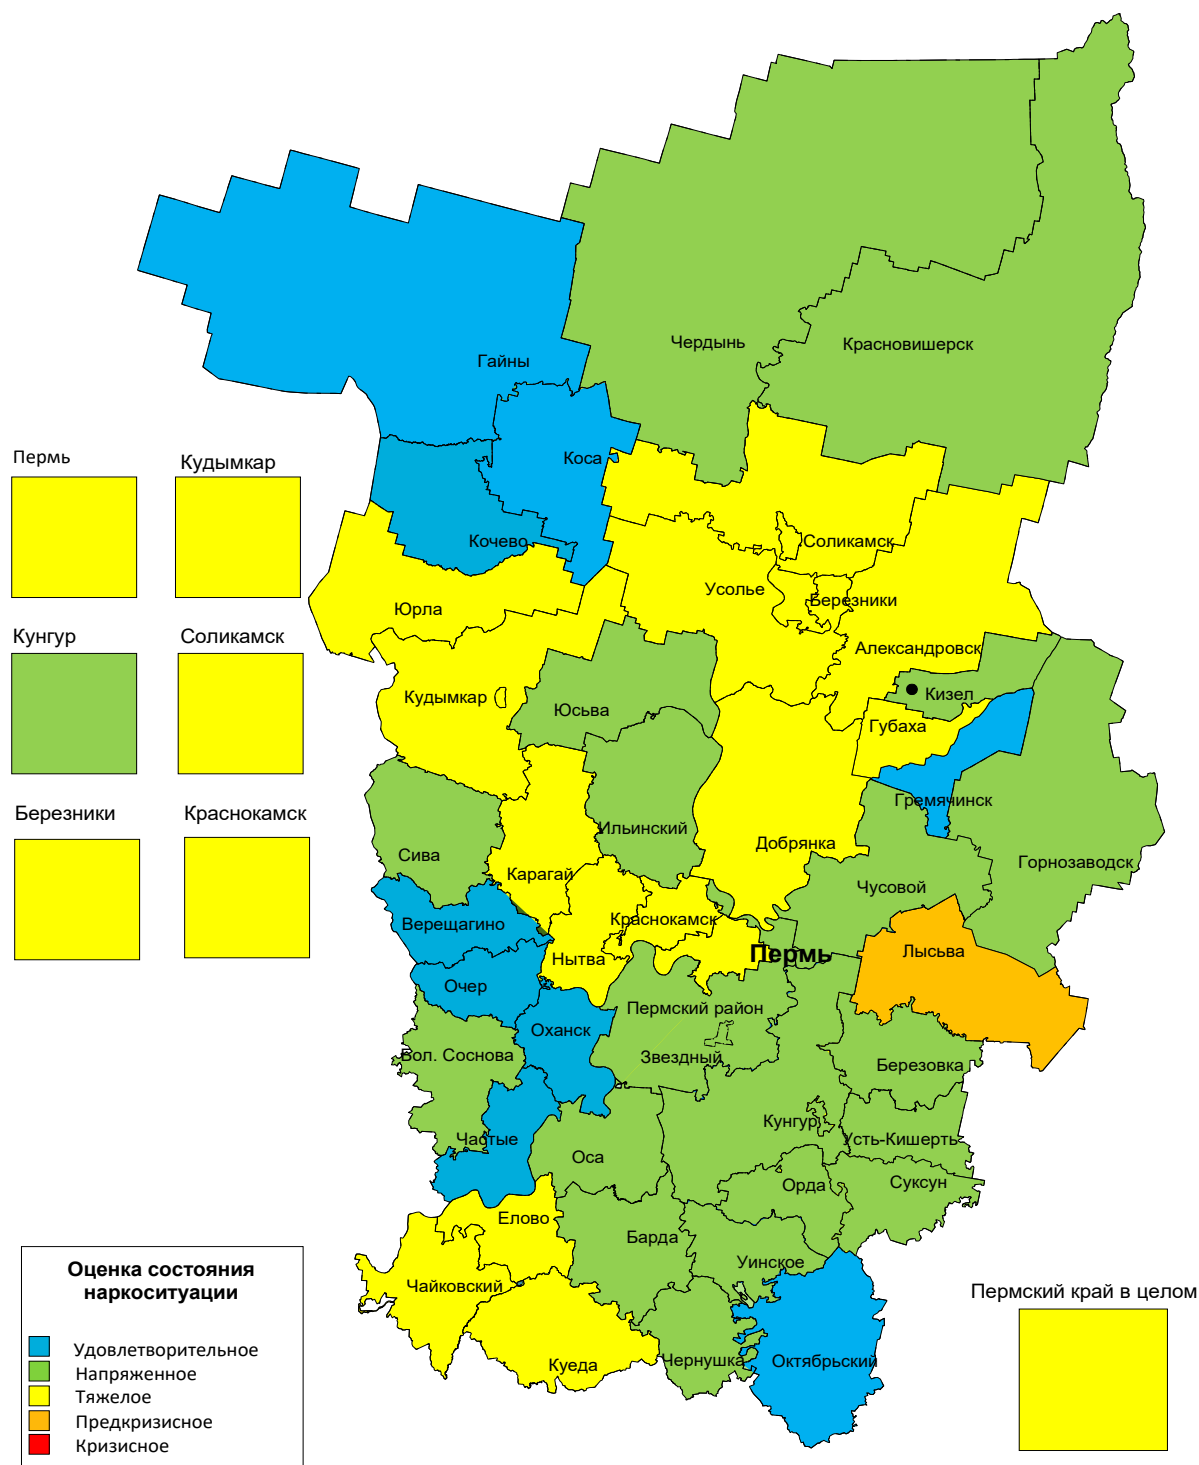 Чердынь
Красновишерск
Гайны
Пермь
Кудымкар
Коса
Кочево
Соликамск
Усолье
Березники
Юрла
Кунгур
Соликамск
Александровск
Кудымкар
Кизел
Юсьва
Губаха
Березники
Краснокамск
Гремячинск
Ильинский
Добрянка
Сива
Горнозаводск
Карагай
Чусовой
Верещагино
Краснокамск
Пермь
Лысьва
Нытва
Очер
Пермский район
Оханск
Бол. Соснова
Звездный
Березовка
Кунгур
Частые
Усть-Кишерть
Оса
Орда
Суксун
Елово
Барда
Уинское
Чайковский
Куеда
Чернушка
Октябрьский
Оценка состояния
наркоситуации
Удовлетворительное
Напряженное
Тяжелое
Предкризисное
Кризисное
Пермский край в целом